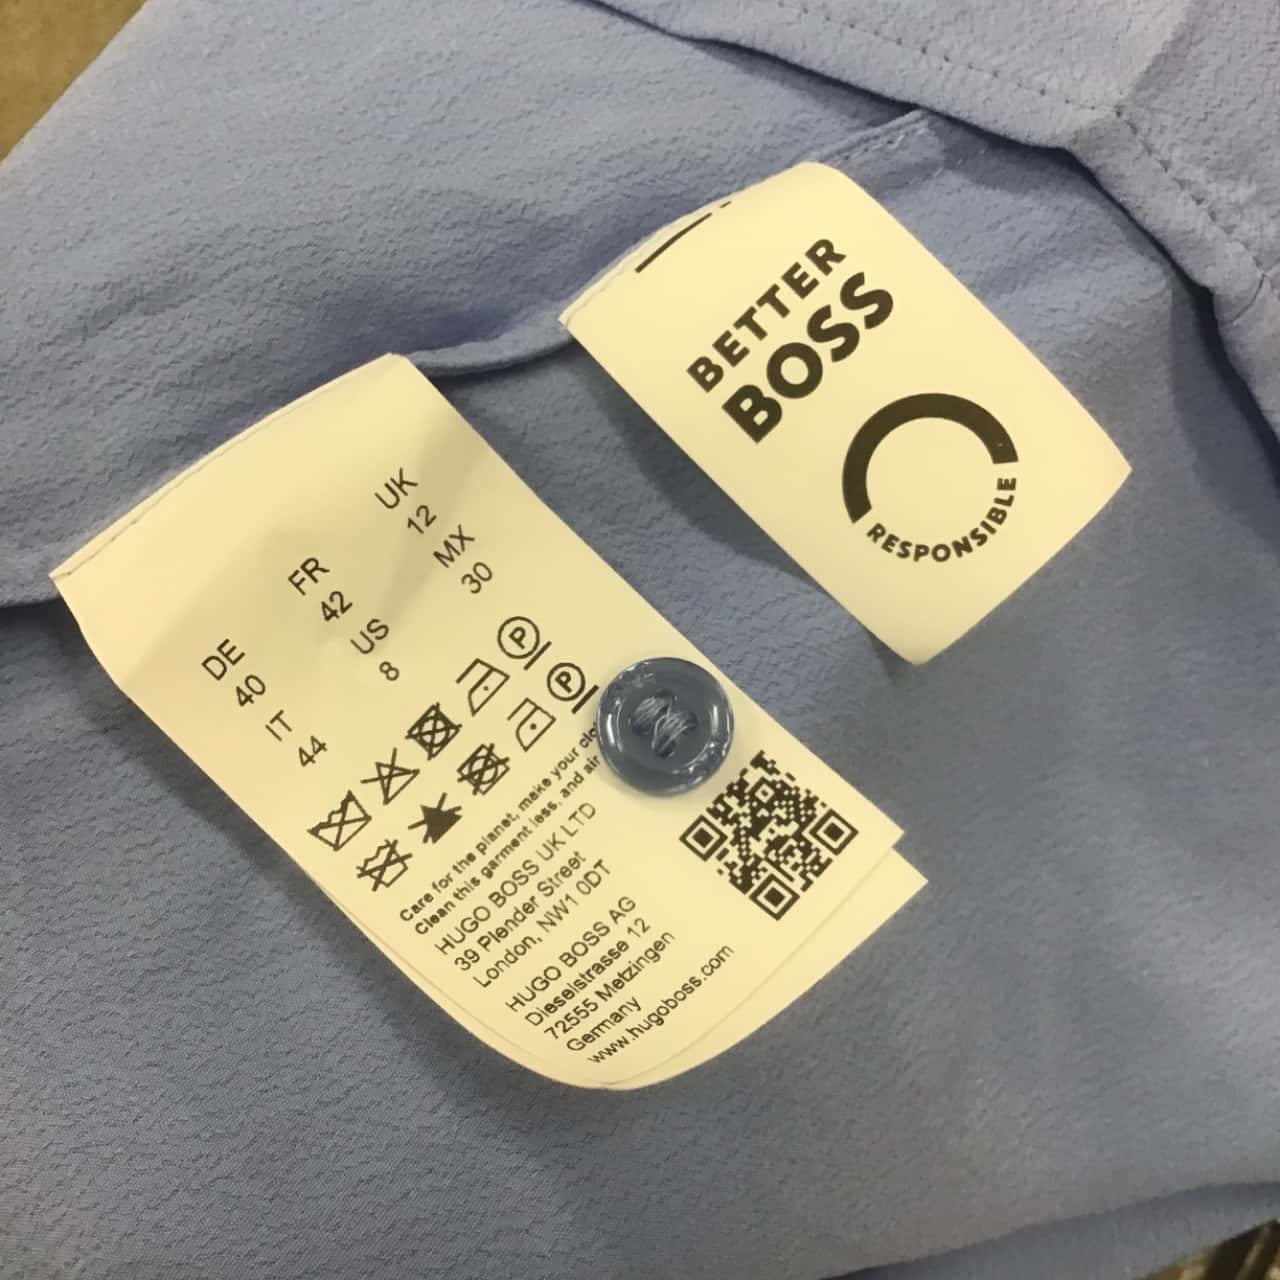 DE FR UK
40 42 12
IT US MX
44 8 30
P
P
Care for the planet, make your clo
Clean this garment less, and air
HUGO BOSS UK LTD
39 Plender Street
London, NW1 0DT
HUGO BOSS AG
Dieselstrasse 12
72555 Metzingen
Germany
www.hugoboss.com
BETTER
BOSS
RESPONSIBLE